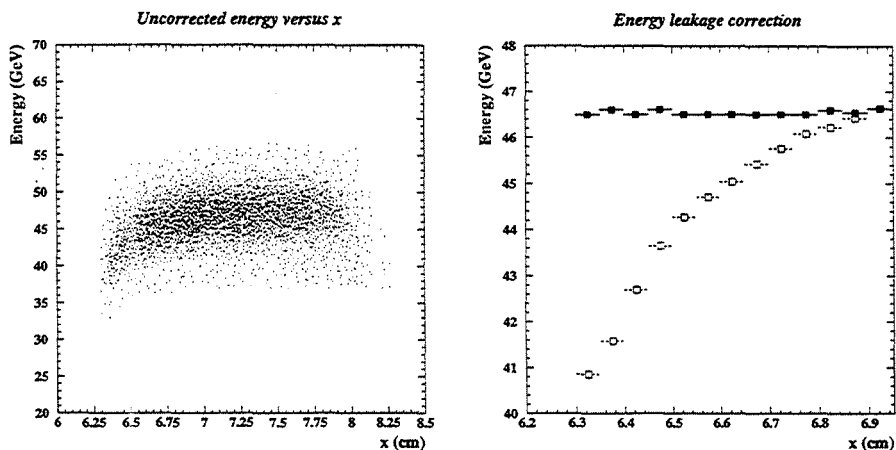 Uncorrected energy versus x
Energy (GeV)
70
65
60
55
50
45
40
35
30
25
20
6 6.25 6.5 6.75 7 7.25 7.5 7.75 8 8.25 8.5
x (cm)
Energy leakage correction
Energy (GeV)
48
47
46
45
44
43
42
41
40
6.2 6.3 6.4 6.5 6.6 6.7 6.8 6.9
x (cm)